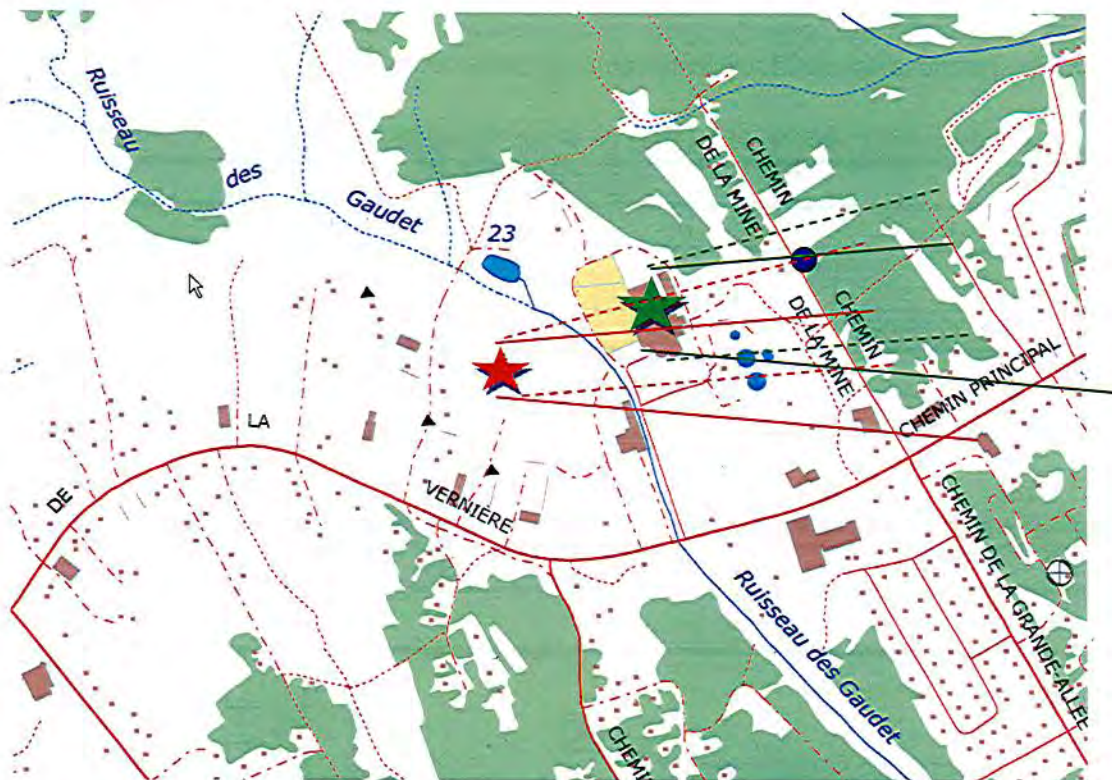 Ruisseau
des
Gaudet
23
CHEMIN
DE LA MINE
CHEMIN
DE LA MINE
CHEMIN PRINCIPAL
LA
DE
VERNIÈRE
CHEMIN DE LA GRANDE-ALLÉE
Ruisseau des Gaudet
CHEMIN